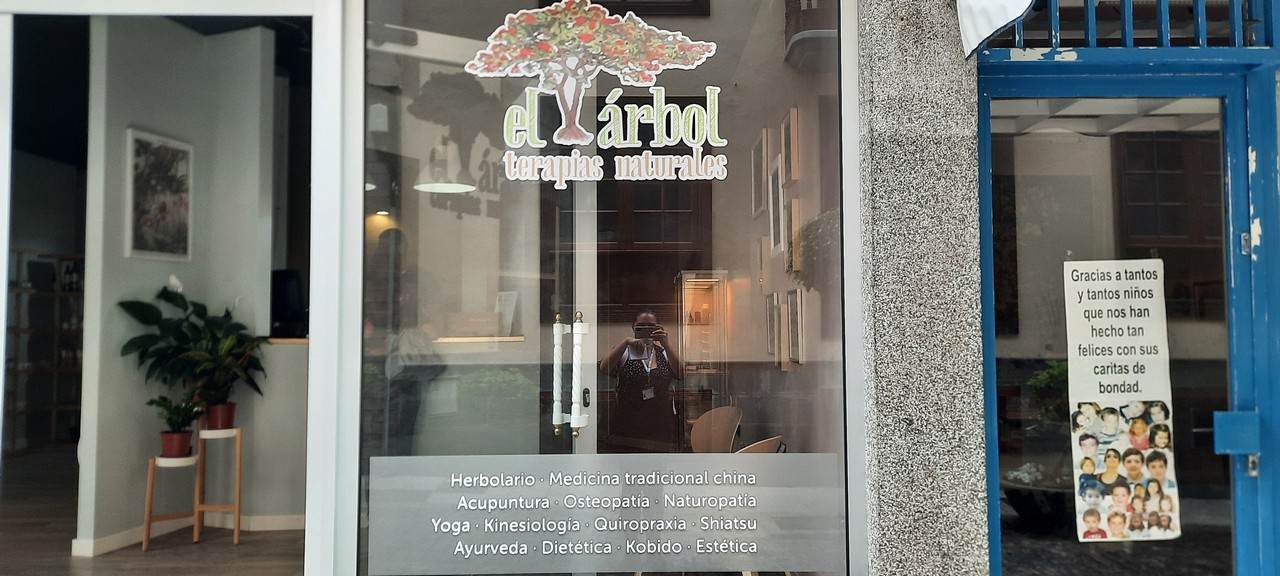 el árbol
terapias naturales
Herbolario · Medicina tradicional china
Acupuntura · Osteopatía · Naturopatía
Yoga · Kinesiología · Quiropraxia · Shiatsu
Ayurveda · Dietética · Kobido · Estética
Gracias a tantos
y tantos niños
que nos han
hecho tan
felices con sus
caritas de
bondad.